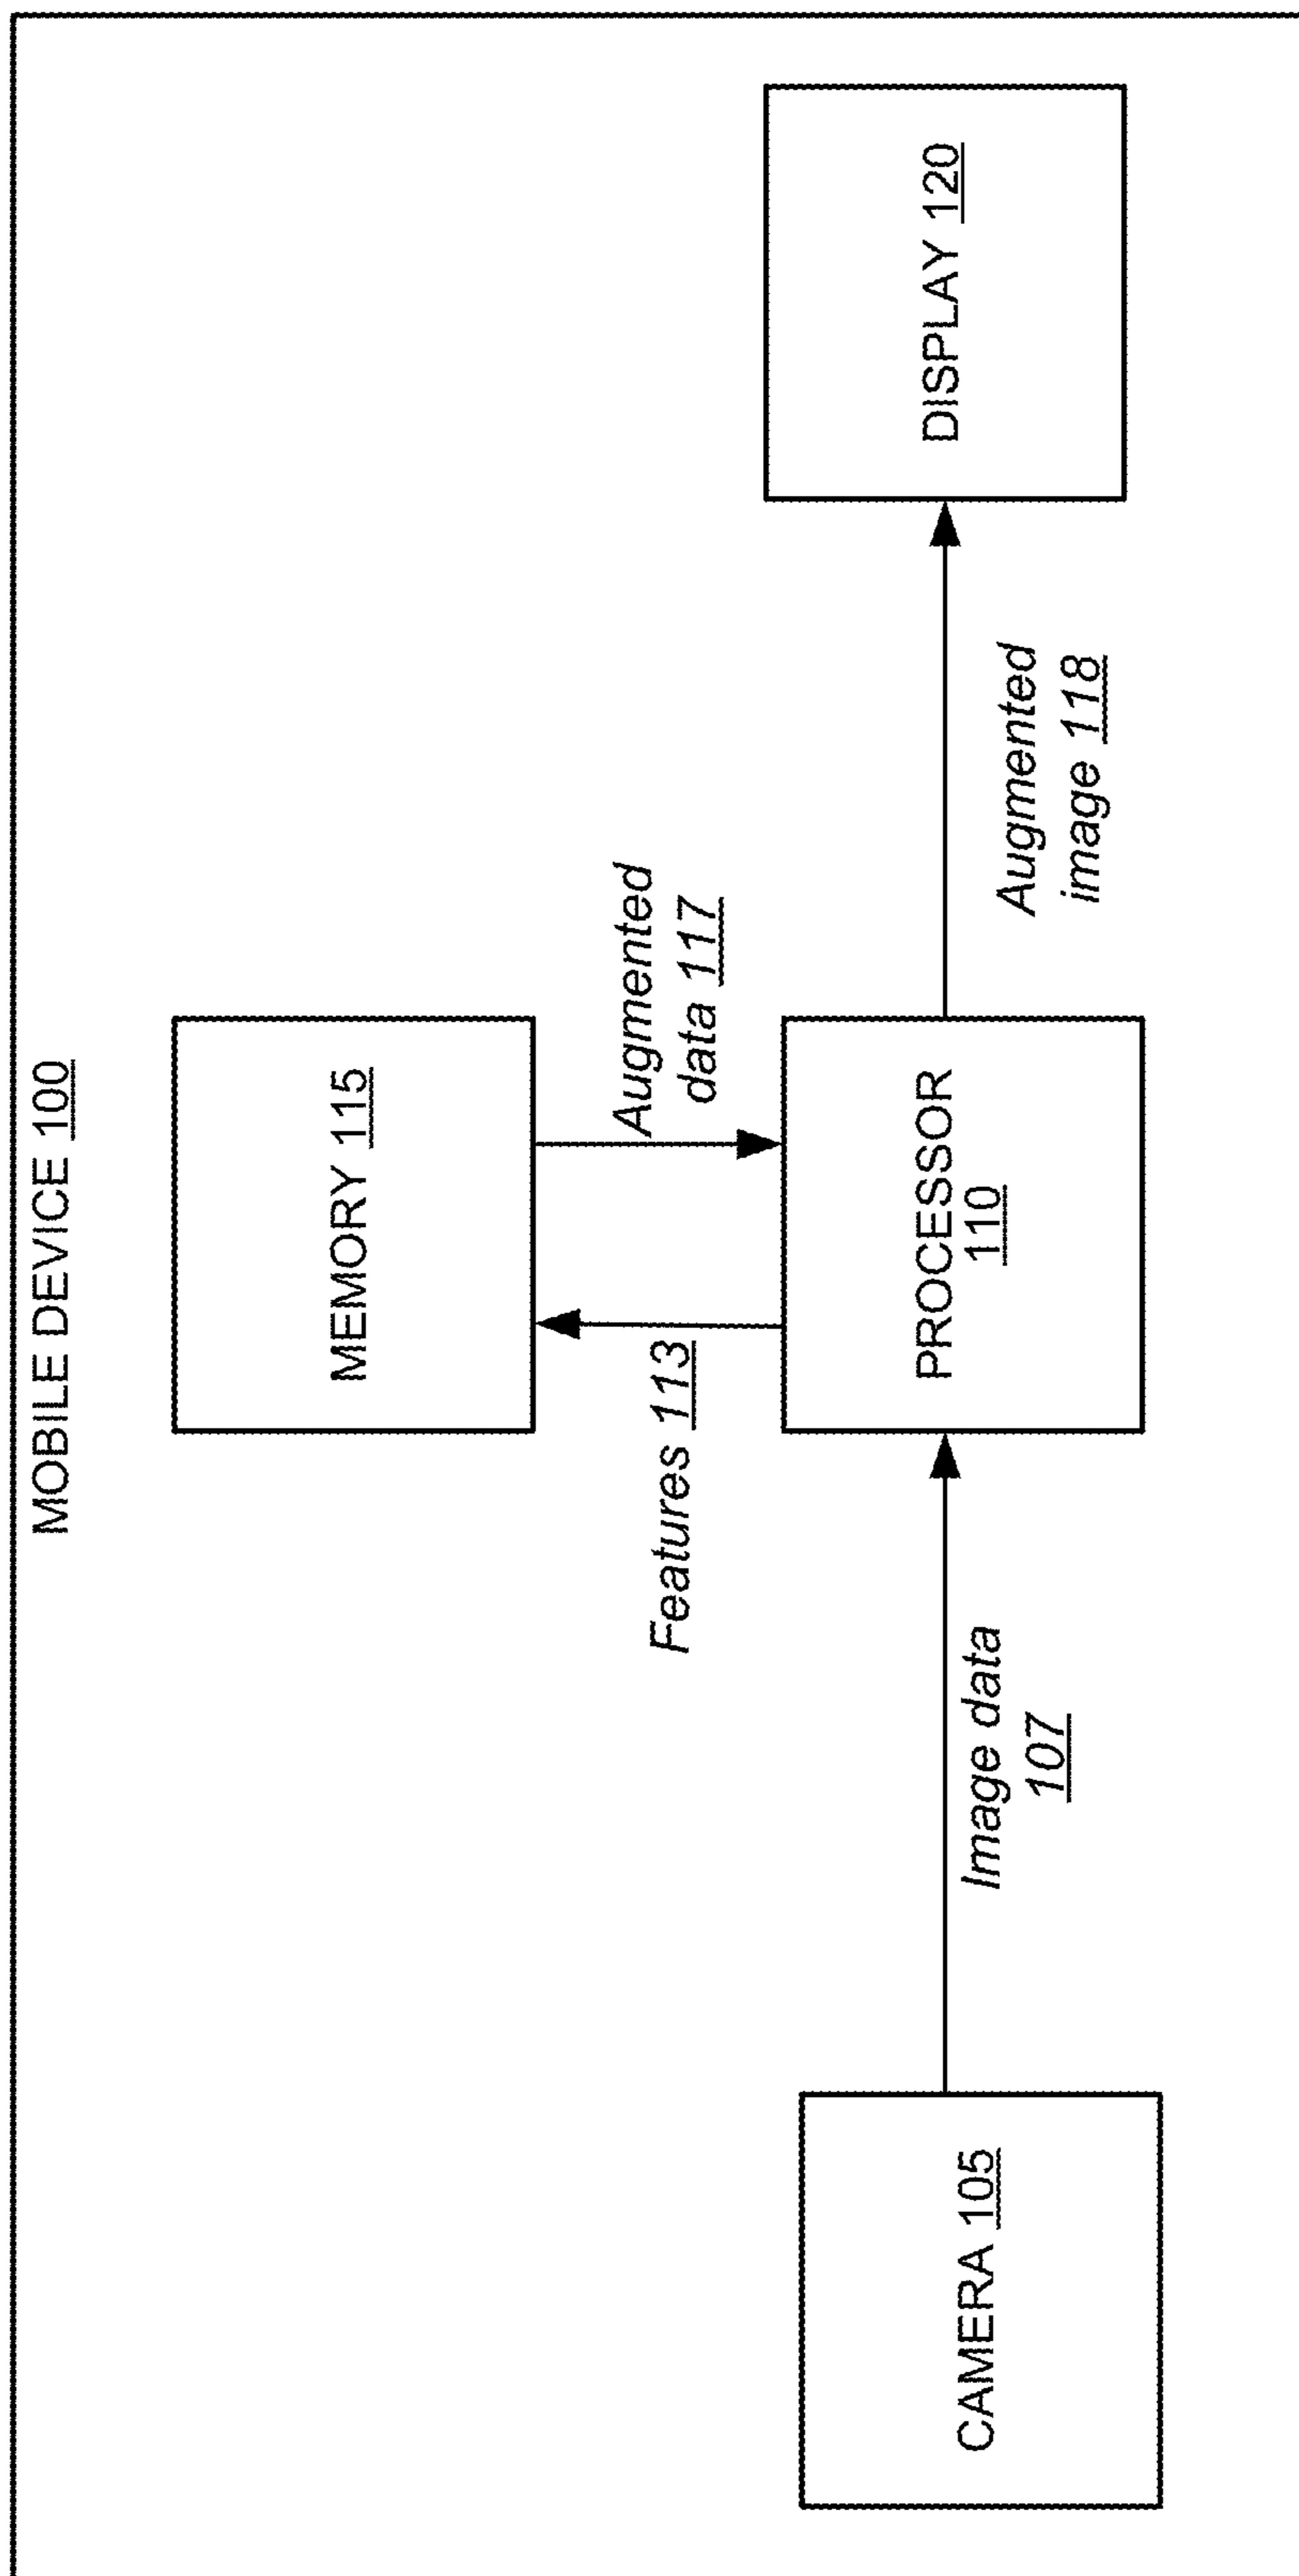 MOBILE DEVICE 100
MEMORY 115
Features 113
Augmented
data 117
CAMERA 105
Image data
107
PROCESSOR
110
Augmented
image 118
DISPLAY 120